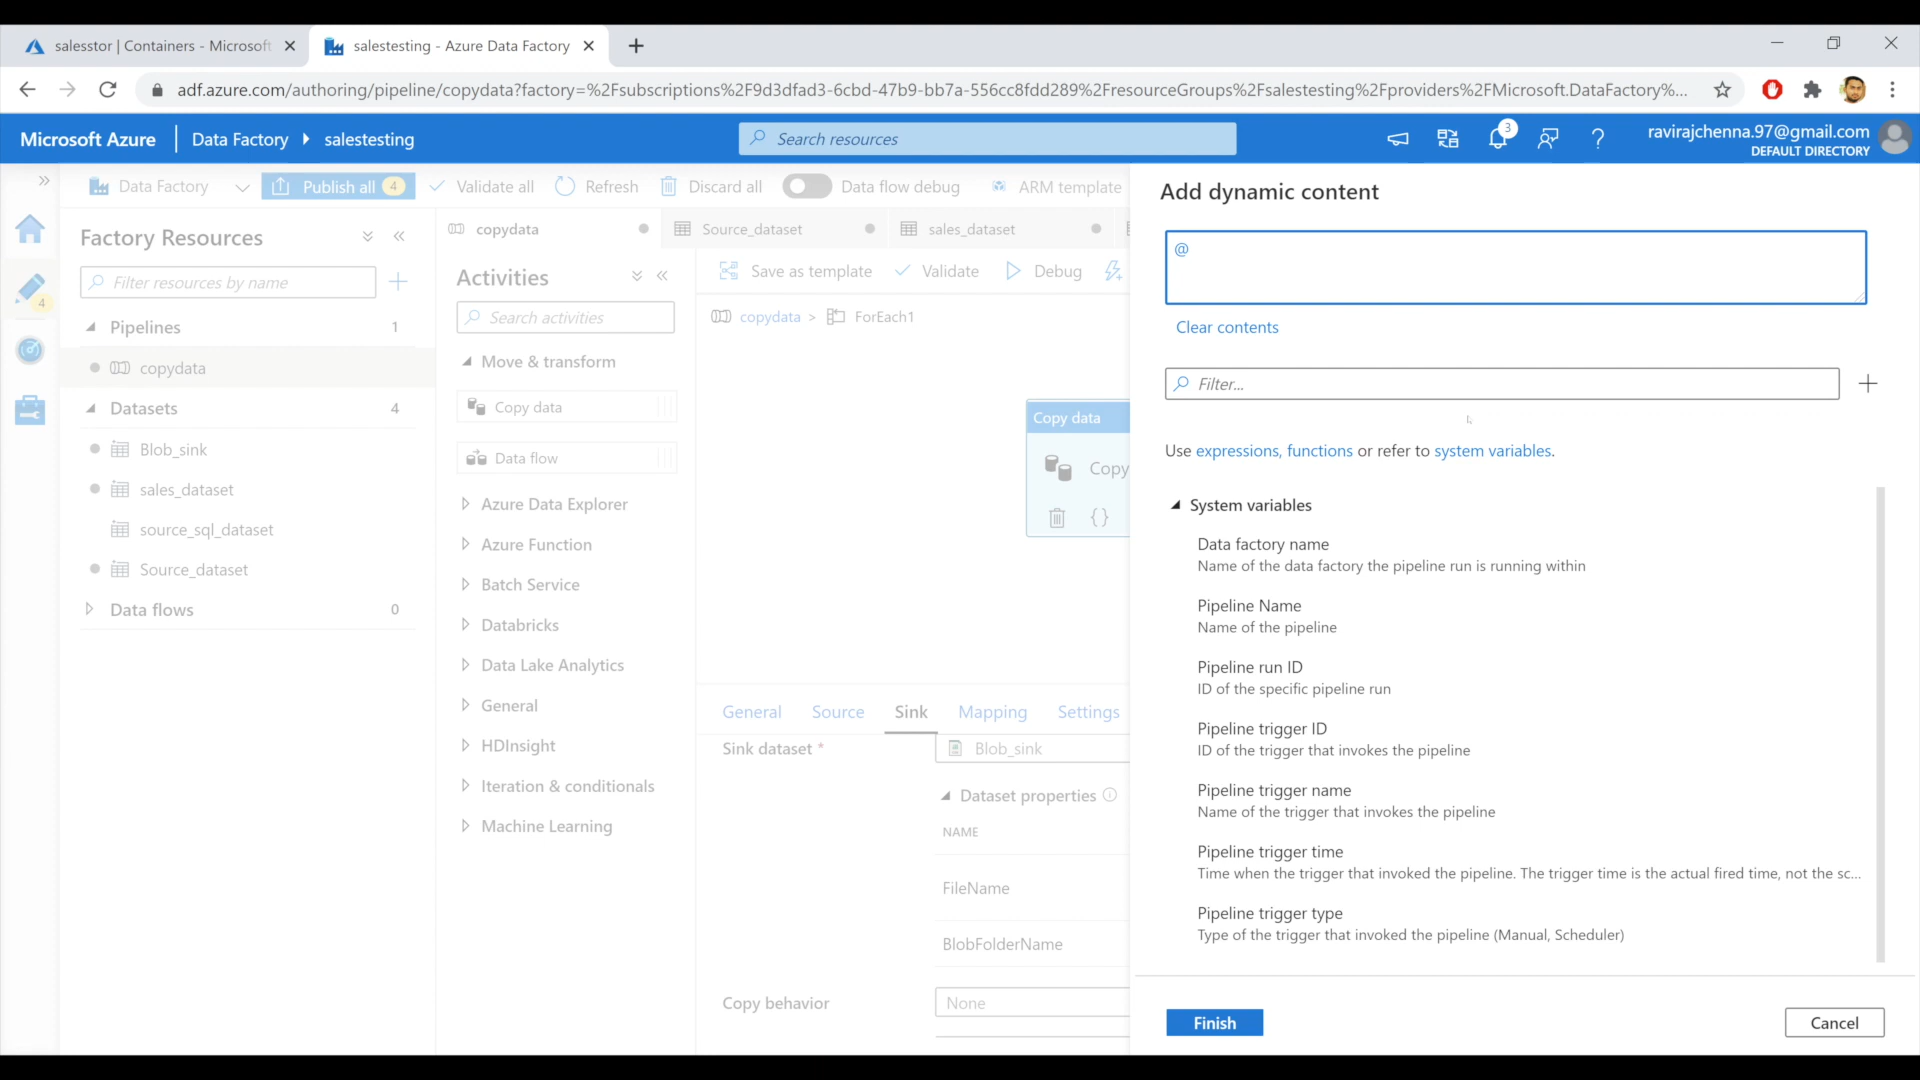 salesstor | Containers - Microsoft
salestesting - Azure Data Factory
adf.azure.com/authoring/pipeline/copydata?factory=%2Fsubscriptions%2F9d3dfad3-6cbd-47b9-bb7a-556cc8fdd289%2FresourceGroups%2Fsalestesting%2Fproviders%2FMicrosoft.DataFactory%...
Microsoft Azure
Data Factory
salestesting
Search resources
3
ravirajchenna.97@gmail.com
DEFAULT DIRECTORY
Data Factory
Publish all 4
Validate all
Refresh
Discard all
Data flow debug
ARM template
4
Factory Resources
Filter resources by name
Pipelines 1
copydata
Datasets 4
Blob_sink
sales_dataset
source_sql_dataset
Source_dataset
Data flows 0
copydata
Source_dataset
sales_dataset
Activities
Search activities
Move & transform
Copy data
Data flow
Azure Data Explorer
Azure Function
Batch Service
Databricks
Data Lake Analytics
General
HDInsight
Iteration & conditionals
Machine Learning
Save as template
Validate
Debug
copydata > ForEach1
Copy data
Copy
{}
General
Source
Sink
Mapping
Settings
Sink dataset *
Blob_sink
Dataset properties
NAME
FileName
BlobFolderName
Copy behavior
None
Add dynamic content
@
Clear contents
Filter...
Use expressions, functions or refer to system variables.
System variables
Data factory name
Name of the data factory the pipeline run is running within
Pipeline Name
Name of the pipeline
Pipeline run ID
ID of the specific pipeline run
Pipeline trigger ID
ID of the trigger that invokes the pipeline
Pipeline trigger name
Name of the trigger that invokes the pipeline
Pipeline trigger time
Time when the trigger that invoked the pipeline. The trigger time is the actual fired time, not the sc...
Pipeline trigger type
Type of the trigger that invoked the pipeline (Manual, Scheduler)
Finish
Cancel